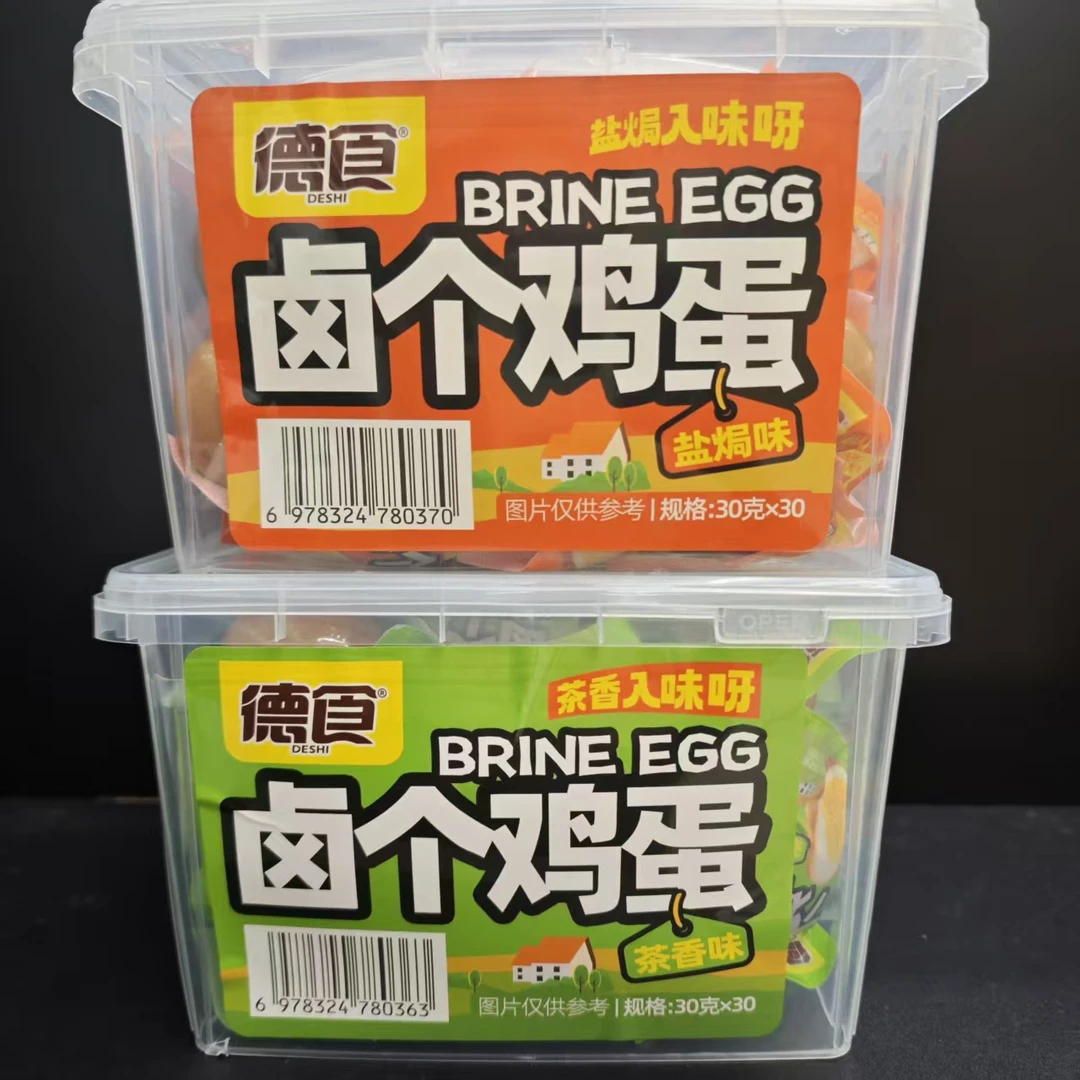 德食®
DESHI
盐焗入味呀
BRINE EGG
卤个鸡蛋
盐焗味
6 978324 780370
图片仅供参考 | 规格:30克×30
OPEN
德食®
DESHI
茶香入味呀
BRINE EGG
卤个鸡蛋
茶香味
6 978324 780363
图片仅供参考 | 规格:30克×30